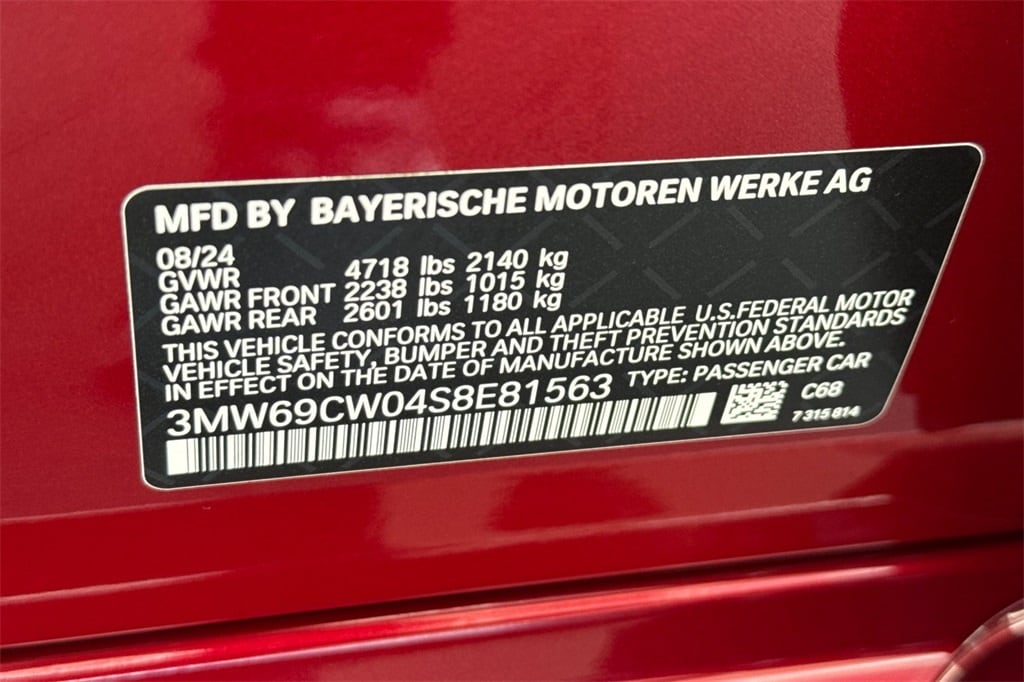 MFD BY BAYERISCHE MOTOREN WERKE AG
08/24
GVWR 4718 lbs 2140 kg
GAWR FRONT 2238 lbs 1015 kg
GAWR REAR 2601 lbs 1180 kg
THIS VEHICLE CONFORMS TO ALL APPLICABLE U.S.FEDERAL MOTOR
VEHICLE SAFETY, BUMPER AND THEFT PREVENTION STANDARDS
IN EFFECT ON THE DATE OF MANUFACTURE SHOWN ABOVE.
3MW69CW04S8E81563 TYPE: PASSENGER CAR
C68
7 315 814